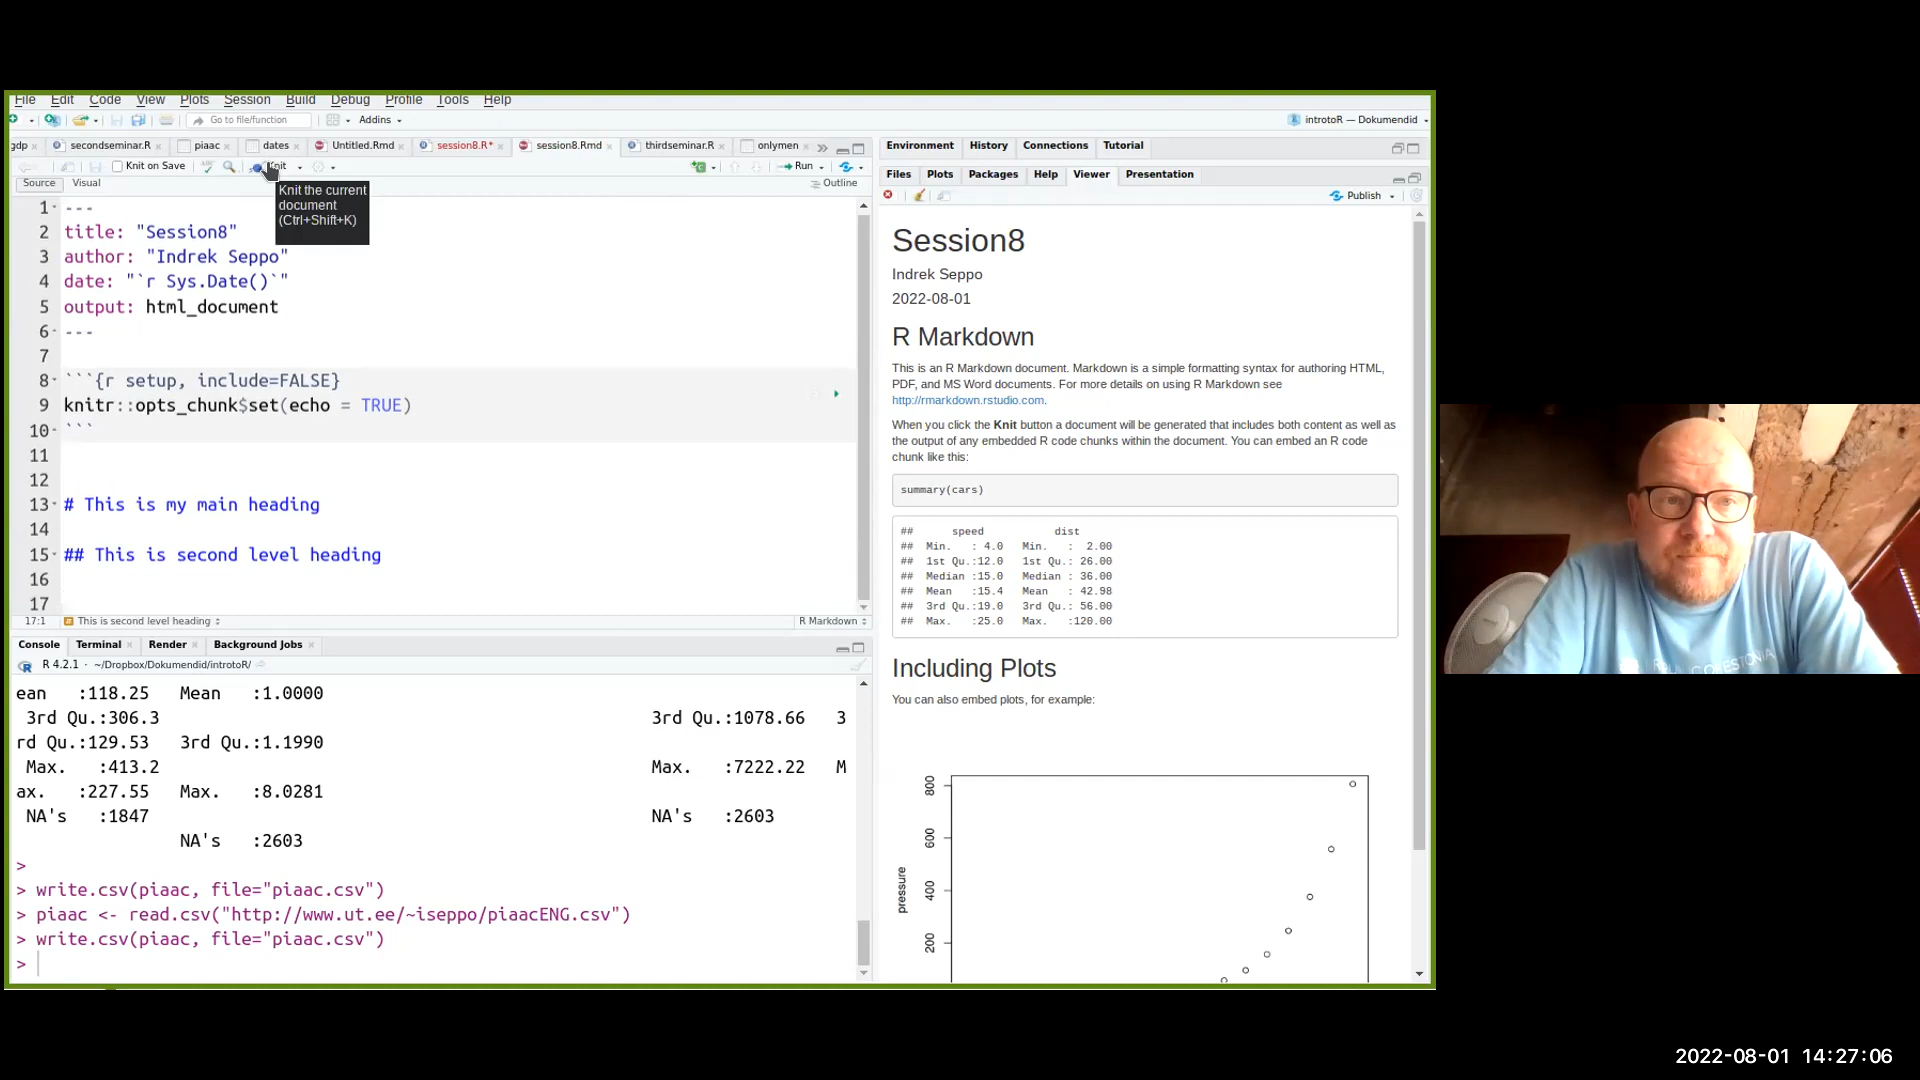 File Edit Code View Plots Session Build Debug Profile Tools Help
Go to file/function Addins introtoR — Dokumendid
gdp secondseminar.R piaac dates Untitled.Rmd session8.R* session8.Rmd thirdseminar.R onlymen
Knit on Save Knit Run
Source Visual Outline
Knit the current
document
(Ctrl+Shift+K)
1 ---
2 title: "Session8"
3 author: "Indrek Seppo"
4 date: "`r Sys.Date()`"
5 output: html_document
6 ---
7
8 ```{r setup, include=FALSE}
9 knitr::opts_chunk$set(echo = TRUE)
10 ```
11
12
13 # This is my main heading
14
15 ## This is second level heading
16
17
17:1 This is second level heading R Markdown
Console Terminal Render Background Jobs
R 4.2.1 · ~/Dropbox/Dokumendid/introtoR/
ean :118.25 Mean :1.0000
3rd Qu.:306.3 3rd Qu.:1078.66 3
rd Qu.:129.53 3rd Qu.:1.1990
Max. :413.2 Max. :7222.22 M
ax. :227.55 Max. :8.0281
NA's :1847 NA's :2603
NA's :2603
>
> write.csv(piaac, file="piaac.csv")
> piaac <- read.csv("http://www.ut.ee/~iseppo/piaacENG.csv")
> write.csv(piaac, file="piaac.csv")
>
Environment History Connections Tutorial
Files Plots Packages Help Viewer Presentation
Publish
Session8
Indrek Seppo
2022-08-01
R Markdown
This is an R Markdown document. Markdown is a simple formatting syntax for authoring HTML,
PDF, and MS Word documents. For more details on using R Markdown see
http://rmarkdown.rstudio.com.
When you click the Knit button a document will be generated that includes both content as well as
the output of any embedded R code chunks within the document. You can embed an R code
chunk like this:
summary(cars)
## speed dist
## Min. : 4.0 Min. : 2.00
## 1st Qu.:12.0 1st Qu.: 26.00
## Median :15.0 Median : 36.00
## Mean :15.4 Mean : 42.98
## 3rd Qu.:19.0 3rd Qu.: 56.00
## Max. :25.0 Max. :120.00
Including Plots
You can also embed plots, for example:
800
600
400
200
pressure
2022-08-01 14:27:06